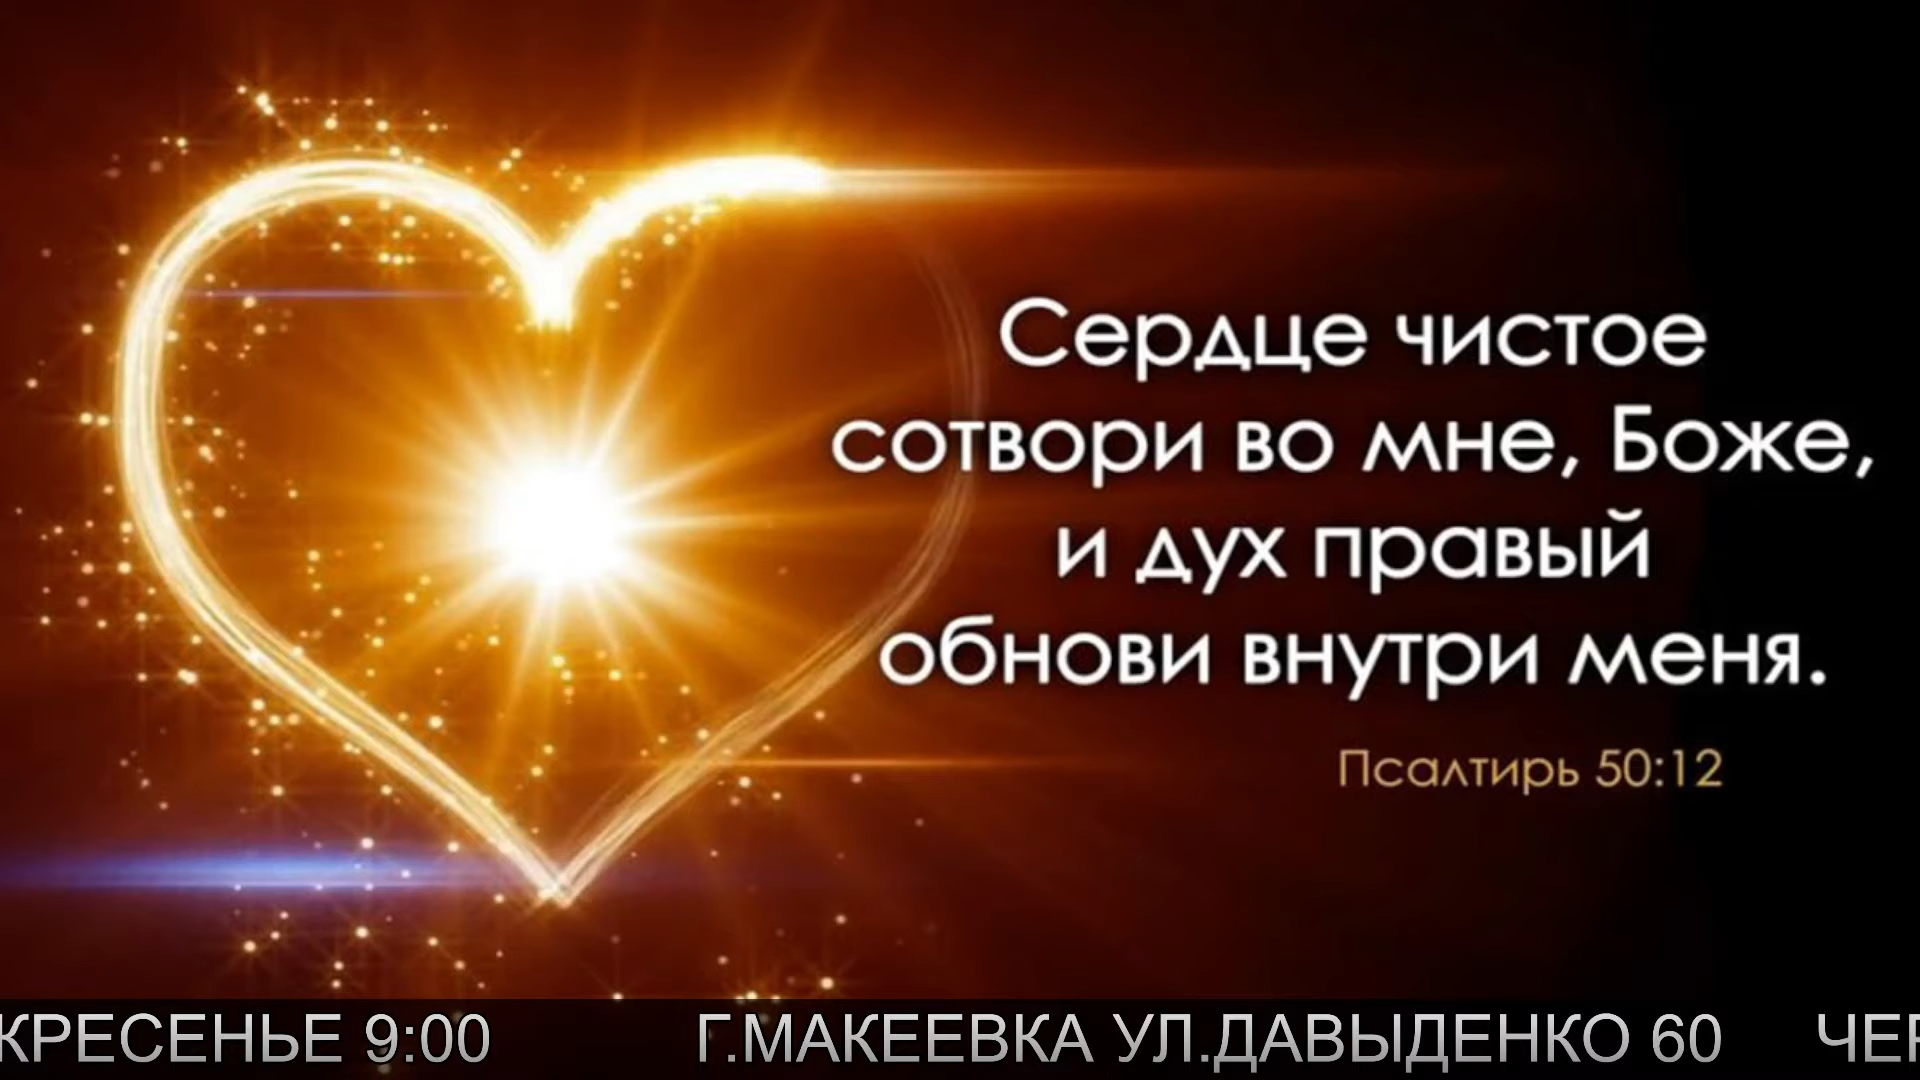 Сердце чистое
сотвори во мне, Боже,
и дух правый
обнови внутри меня.
Псалтирь 50:12
КРЕСЕНЬЕ 9:00 Г.МАКЕЕВКА УЛ.ДАВЫДЕНКО 60 ЧЕР